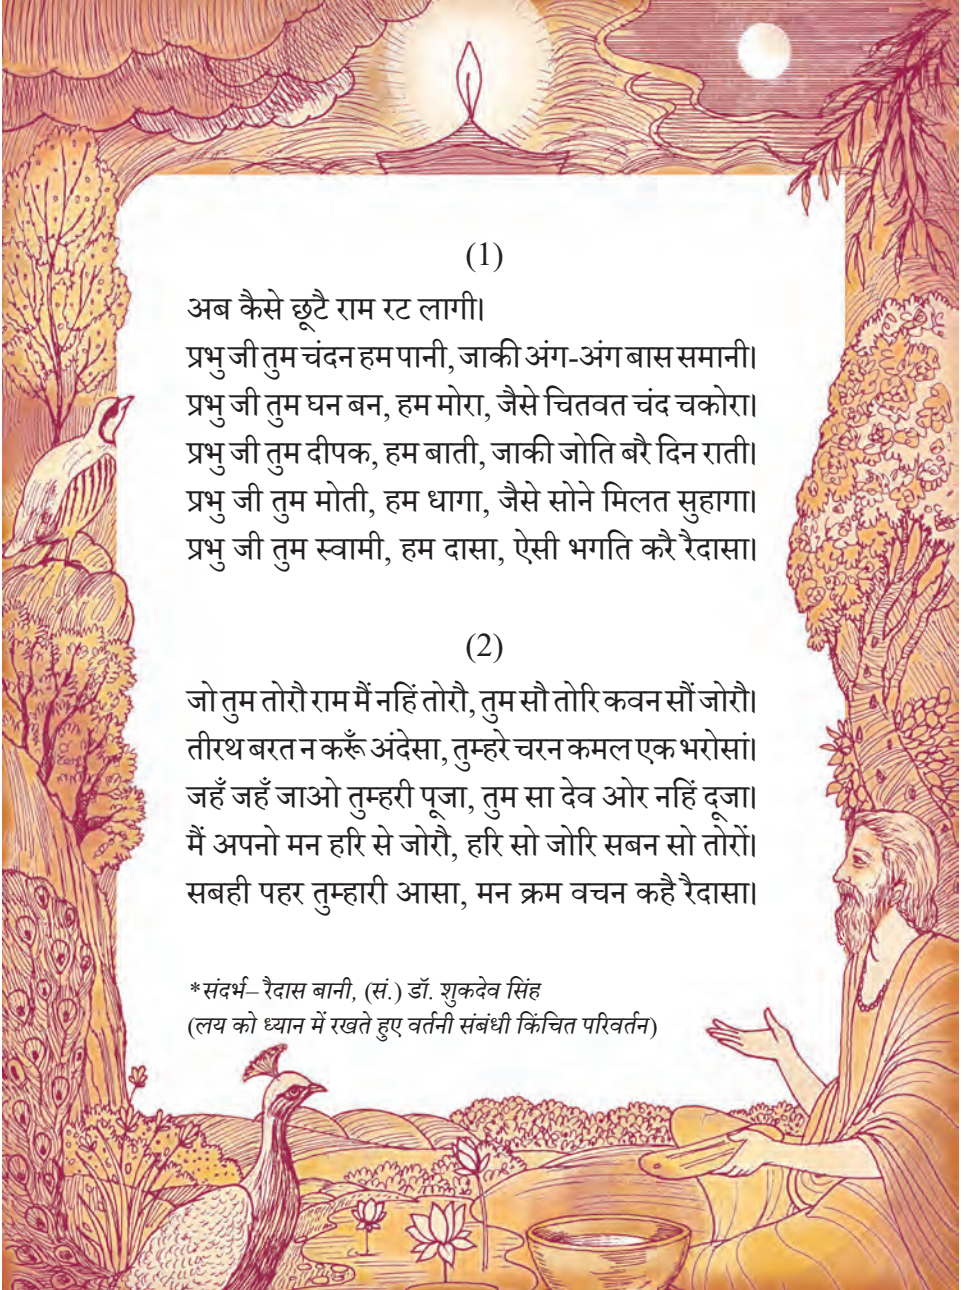 (1)
अब कैसे छूटै राम रट लागी।
प्रभु जी तुम चंदन हम पानी, जाकी अंग-अंग बास समानी।
प्रभु जी तुम घन बन, हम मोरा, जैसे चितवत चंद चकोरा।
प्रभु जी तुम दीपक, हम बाती, जाकी जोति बरै दिन राती।
प्रभु जी तुम मोती, हम धागा, जैसे सोने मिलत सुहागा।
प्रभु जी तुम स्वामी, हम दासा, ऐसी भगति करै रैदासा।
(2)
जो तुम तोरौ राम मैं नहिं तोरौ, तुम सौ तोरि कवन सौं जोरौ।
तीरथ बरत न करूँ अंदेसा, तुम्हरे चरन कमल एक भरोसां।
जहँ जहँ जाओ तुम्हरी पूजा, तुम सा देव ओर नहिं दूजा।
मैं अपनो मन हरि से जोरौ, हरि सो जोरि सबन सो तोरों।
सबही पहर तुम्हारी आसा, मन क्रम वचन कहै रैदासा।
*संदर्भ– रैदास बानी, (सं.) डॉ. शुकदेव सिंह
(लय को ध्यान में रखते हुए वर्तनी संबंधी किंचित परिवर्तन)